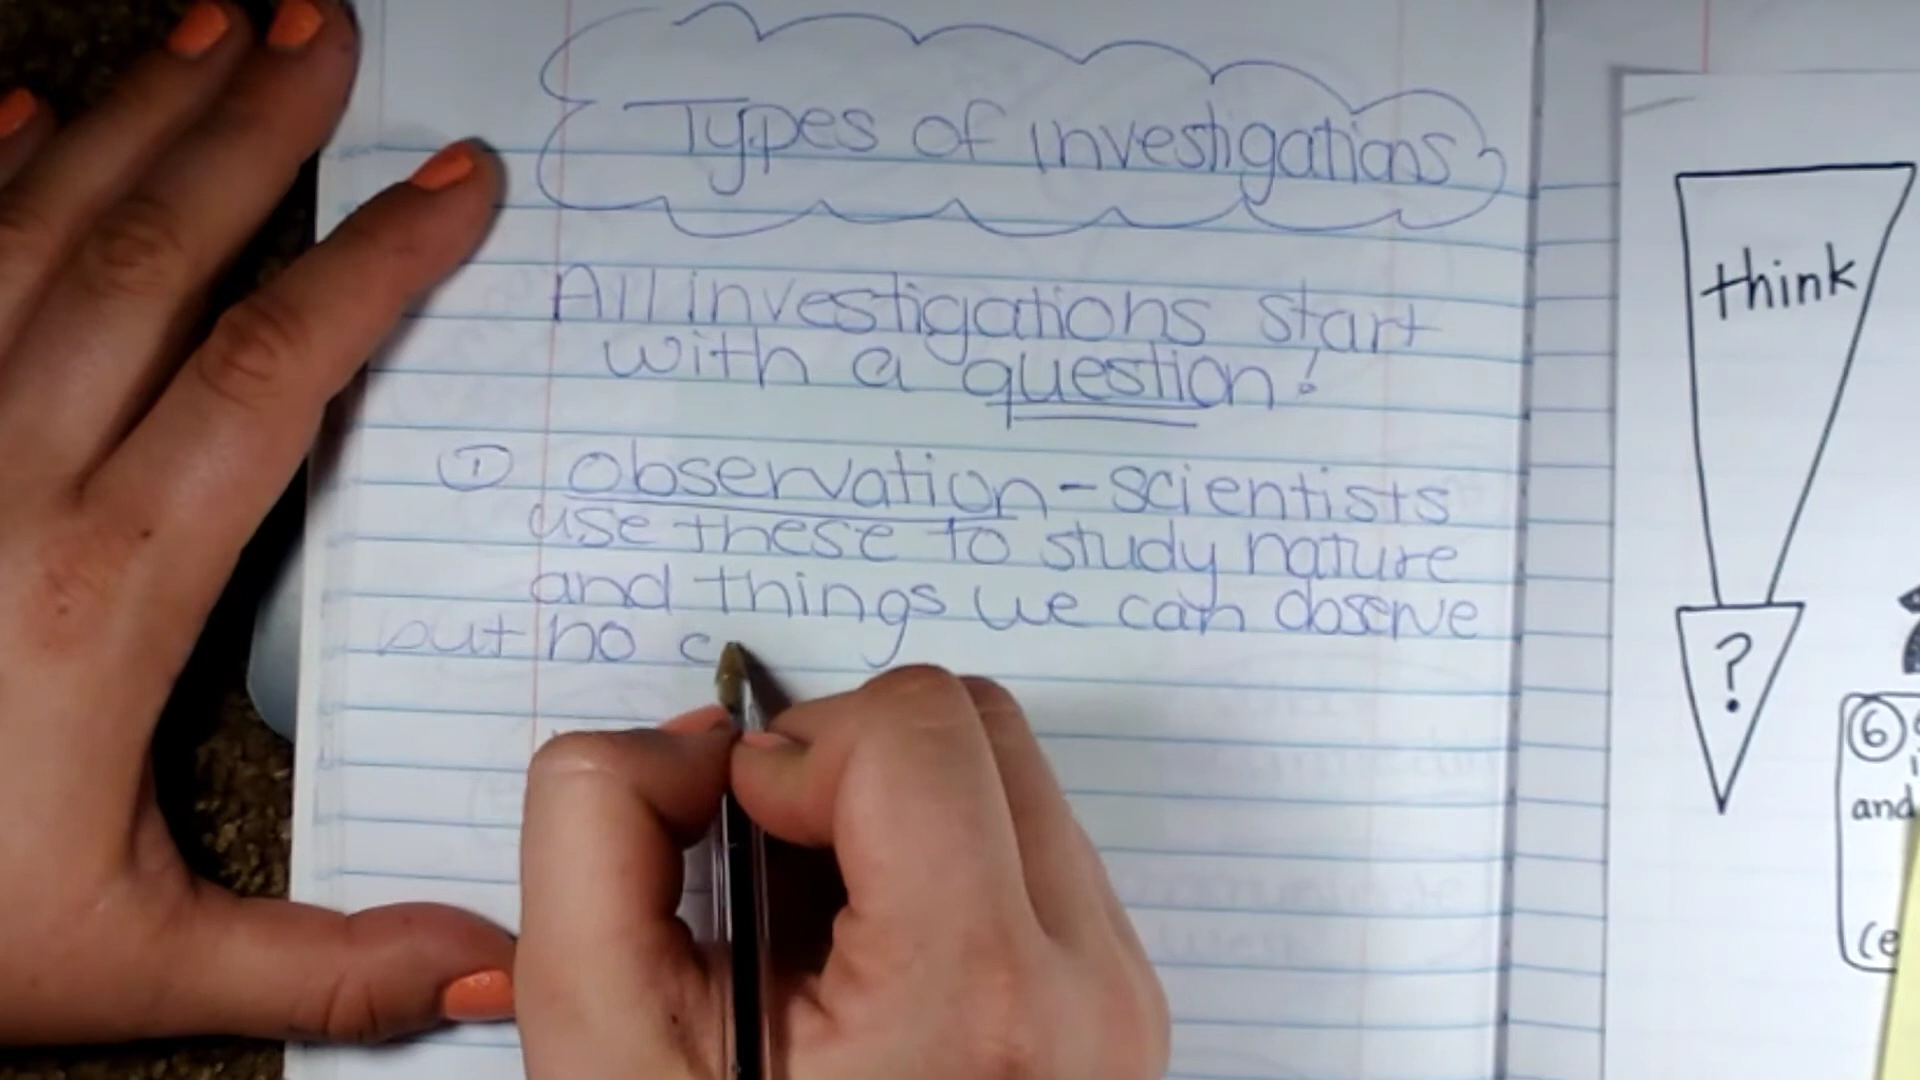 Types of investigations
All investigations start
with a question!
① Observation - scientists
use these to study nature
and things we can observe
but no c
think
?
⑥
and
(e